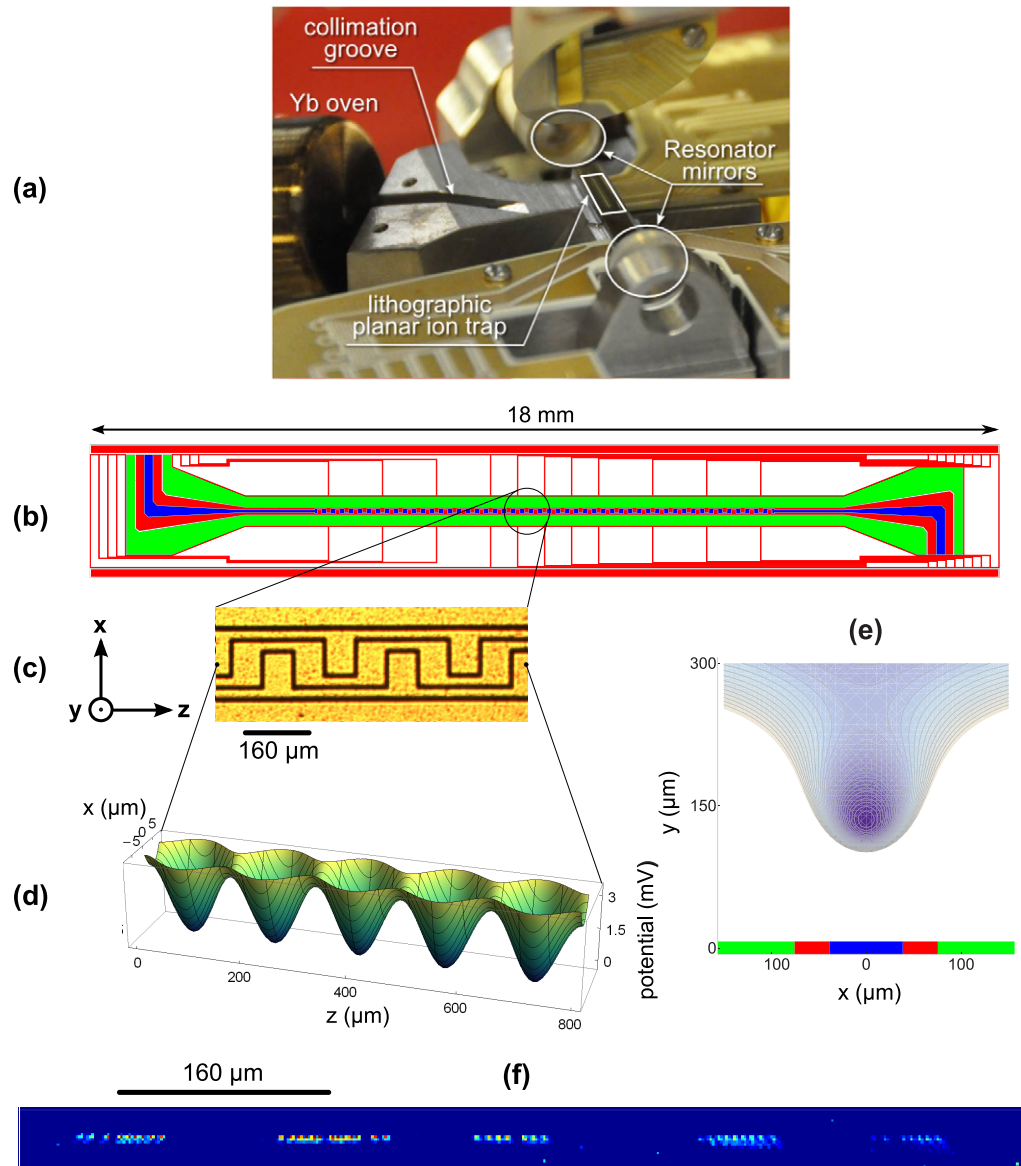 collimation
groove
Yb oven
(a)
Resonator
mirrors
lithographic
planar ion trap
18 mm
(b)
x
(c)
y
z
160 µm
(e)
300
150
0
y (µm)
100
0
100
x (µm)
x (µm)
-5
0
5
(d)
3
1.5
0
potential (mV)
0
200
400
600
800
z (µm)
160 µm
(f)